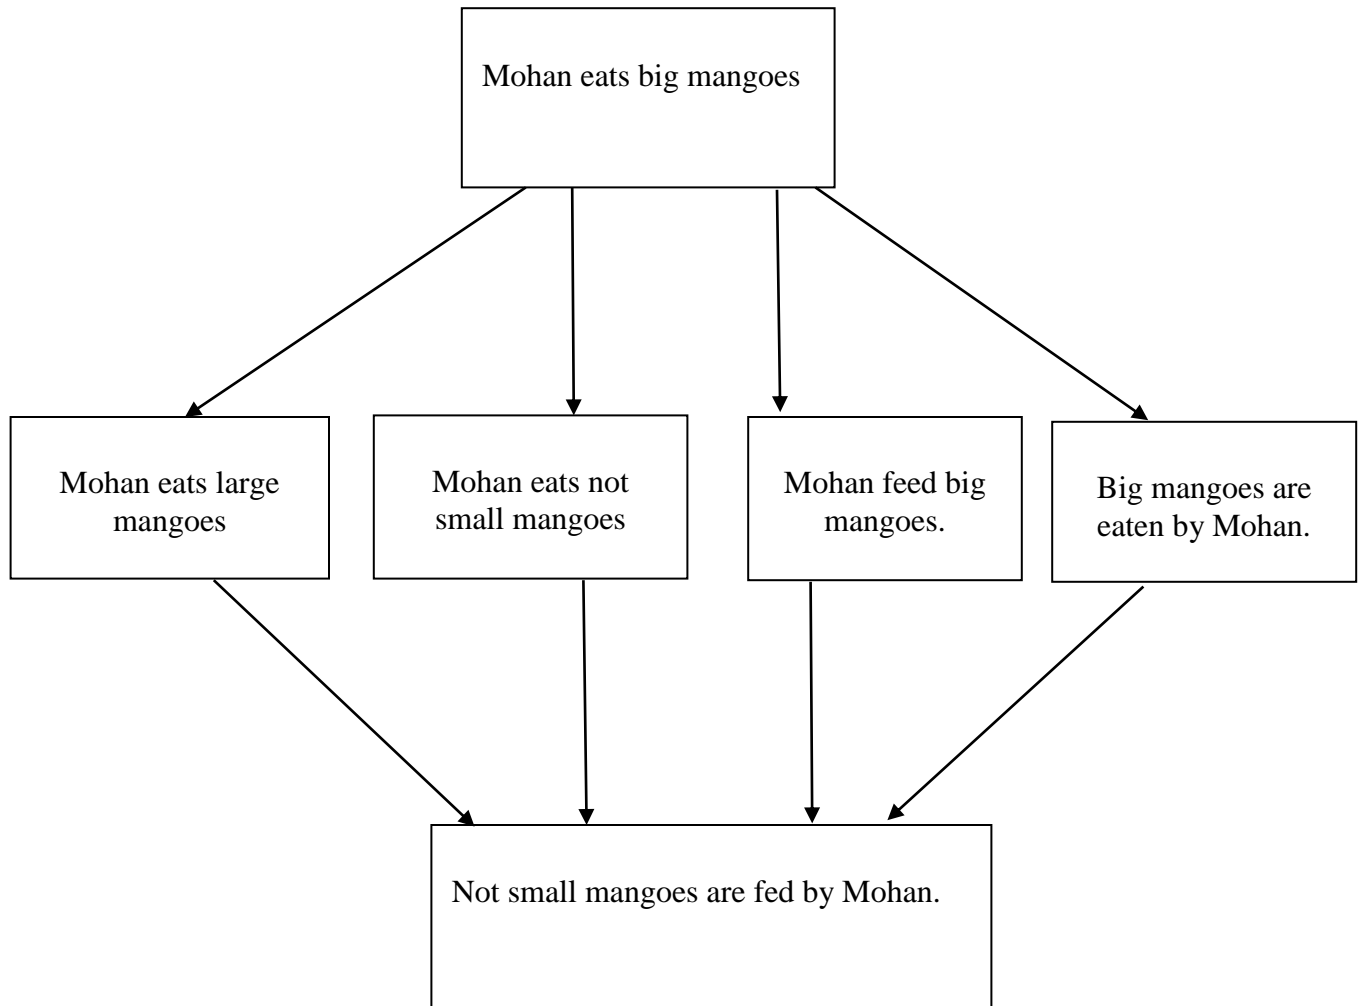 Mohan eats big mangoes
Mohan eats large
mangoes
Mohan eats not
small mangoes
Mohan feed big
mangoes.
Big mangoes are
eaten by Mohan.
Not small mangoes are fed by Mohan.